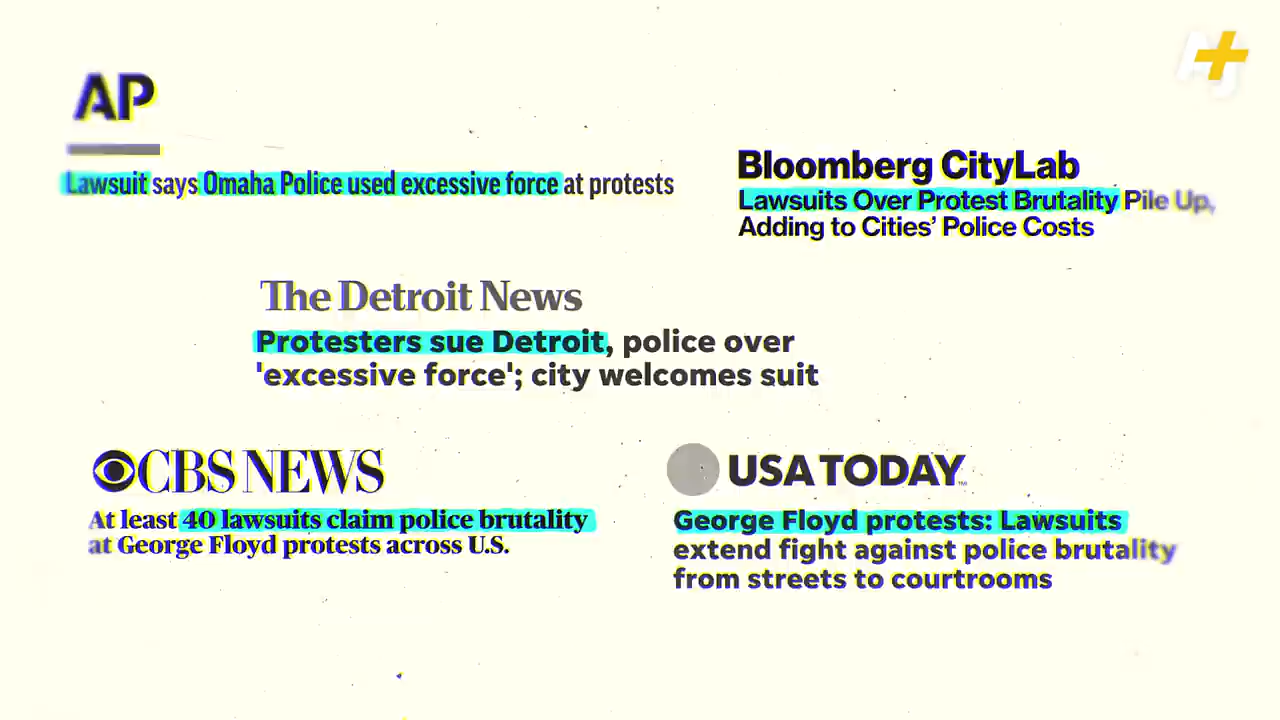 AJ+
AP
Lawsuit says Omaha Police used excessive force at protests
Bloomberg CityLab
Lawsuits Over Protest Brutality Pile Up,
Adding to Cities’ Police Costs
The Detroit News
Protesters sue Detroit, police over
'excessive force'; city welcomes suit
CBS NEWS
At least 40 lawsuits claim police brutality
at George Floyd protests across U.S.
USA TODAY™
George Floyd protests: Lawsuits
extend fight against police brutality
from streets to courtrooms